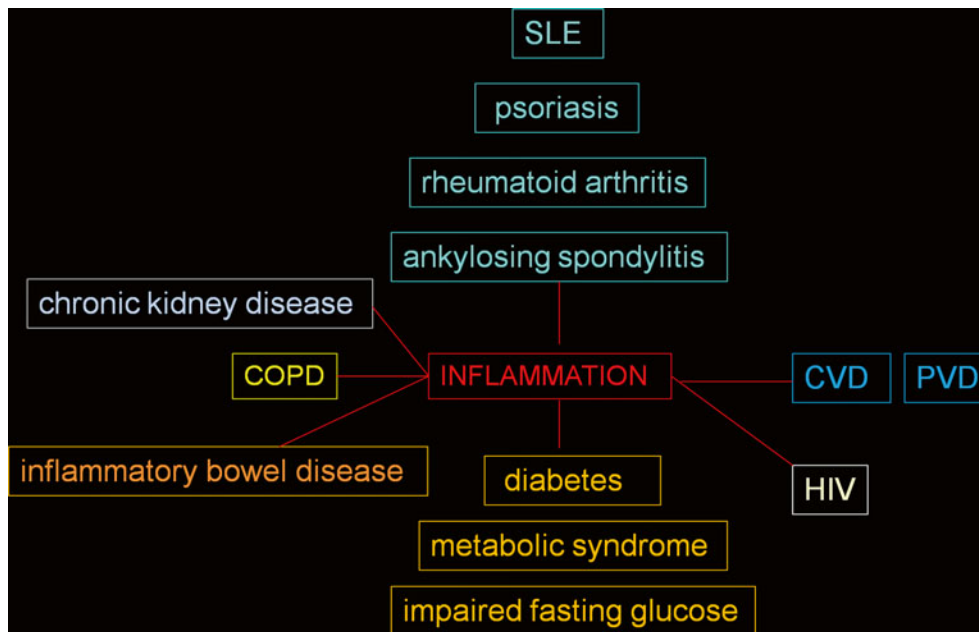 SLE
psoriasis
rheumatoid arthritis
ankylosing spondylitis
chronic kidney disease
COPD
INFLAMMATION
CVD
PVD
inflammatory bowel disease
diabetes
HIV
metabolic syndrome
impaired fasting glucose